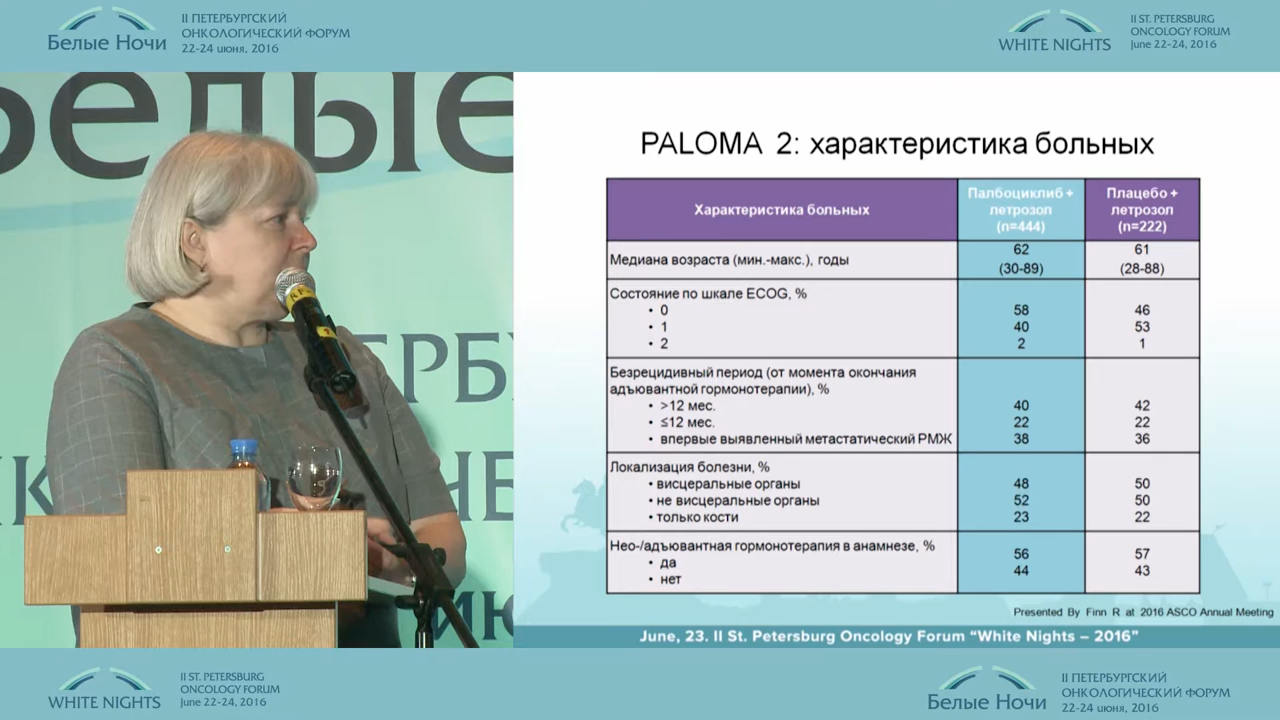 Белые Ночи
II ПЕТЕРБУРГСКИЙ
ОНКОЛОГИЧЕСКИЙ ФОРУМ
22-24 июня, 2016
WHITE NIGHTS
II ST. PETERSBURG
ONCOLOGY FORUM
June 22-24, 2016
Белые
PALOMA 2: характеристика больных
Характеристика больных
Палбоциклиб +
летрозол
(n=444)
Плацебо +
летрозол
(n=222)
Медиана возраста (мин.-макс.), годы
62
(30-89)
61
(28-88)
Состояние по шкале ECOG, %
• 0 58 46
• 1 40 53
• 2 2 1
Безрецидивный период (от момента окончания
адъювантной гормонотерапии), %
• >12 мес. 40 42
• ≤12 мес. 22 22
• впервые выявленный метастатический РМЖ 38 36
Локализация болезни, %
• висцеральные органы 48 50
• не висцеральные органы 52 50
• только кости 23 22
Нео-/адъювантная гормонотерапия в анамнезе, %
• да 56 57
• нет 44 43
Presented By Finn R at 2016 ASCO Annual Meeting
June, 23. II St. Petersburg Oncology Forum “White Nights – 2016”
WHITE NIGHTS
II ST. PETERSBURG
ONCOLOGY FORUM
June 22-24, 2016
Белые Ночи
II ПЕТЕРБУРГСКИЙ
ОНКОЛОГИЧЕСКИЙ ФОРУМ
22-24 июня, 2016